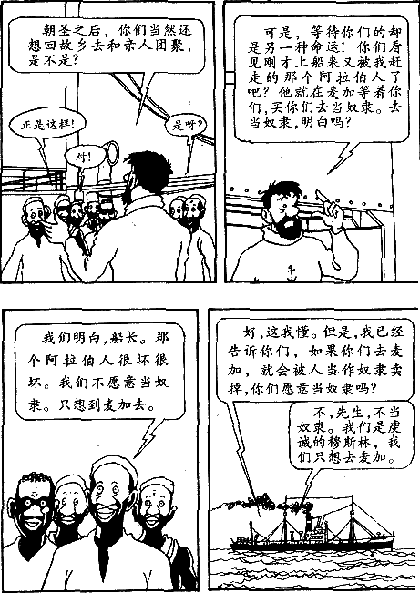 朝圣之后，你们当然还
想回故乡去和亲人团聚，
是不是？
正是这样！
对！
是呀？
可是，等待你们的却
是另一种命运！你们看
见刚才上船来又被我赶
走的那个阿拉伯人了
吧？他就在麦加等着你
们，买你们去当奴隶。去
当奴隶，明白吗？
我们明白，船长。那
个阿拉伯人很坏很
坏。我们不愿意当奴
隶。只想到麦加去。
好，这我懂。但是，我已经
告诉你们，如果你们去麦
加，就会被人当作奴隶卖
掉，你们愿意当奴隶吗？
不，先生，不当
奴隶。我们是虔
诚的穆斯林，我
们只想去麦加。